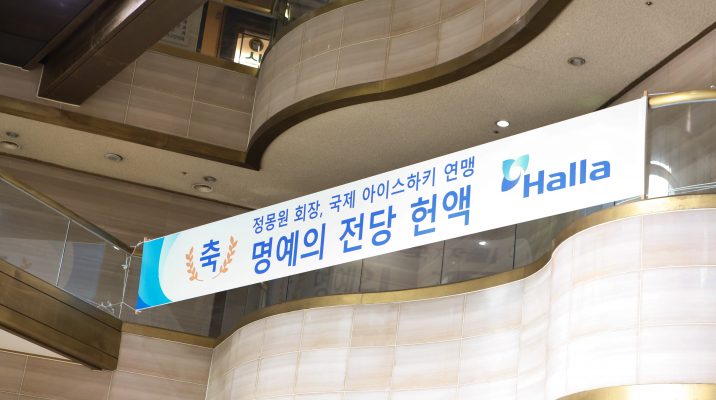 축
정몽원 회장, 국제 아이스하키 연맹
명예의 전당 헌액
Halla